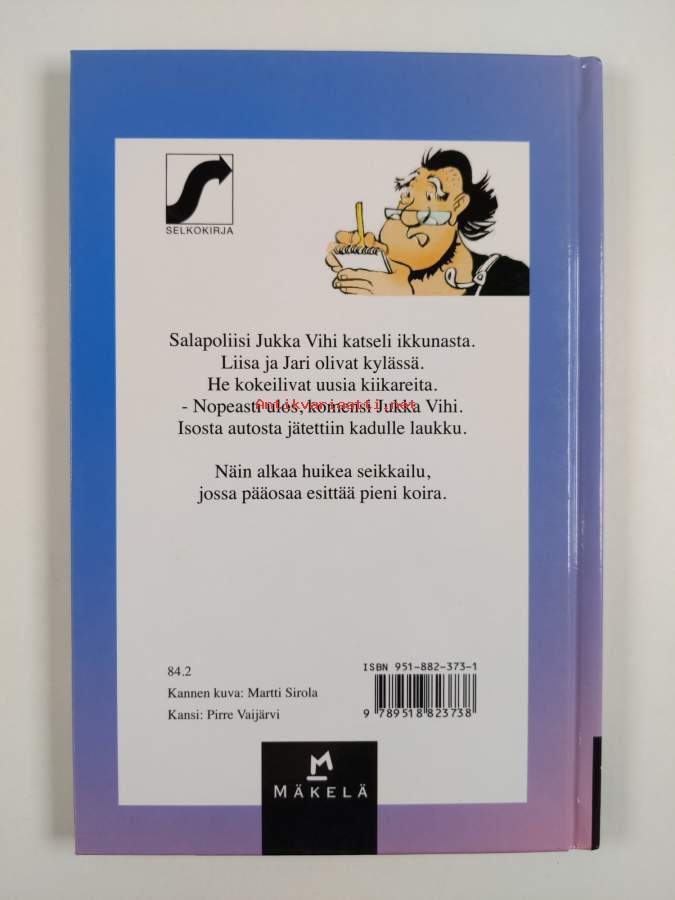 SELKOKIRJA
Salapoliisi Jukka Vihi katseli ikkunasta.
Liisa ja Jari olivat kylässä.
He kokeilivat uusia kiikareita.
- Nopeasti ulos, komensi Jukka Vihi.
Antikvariaatti.net
Isosta autosta jätettiin kadulle laukku.
Näin alkaa huikea seikkailu,
jossa pääosaa esittää pieni koira.
84.2
Kannen kuva: Martti Sirola
Kansi: Pirre Vaijärvi
ISBN 951-882-373-1
9 789518 823738
M
MÄKELÄ